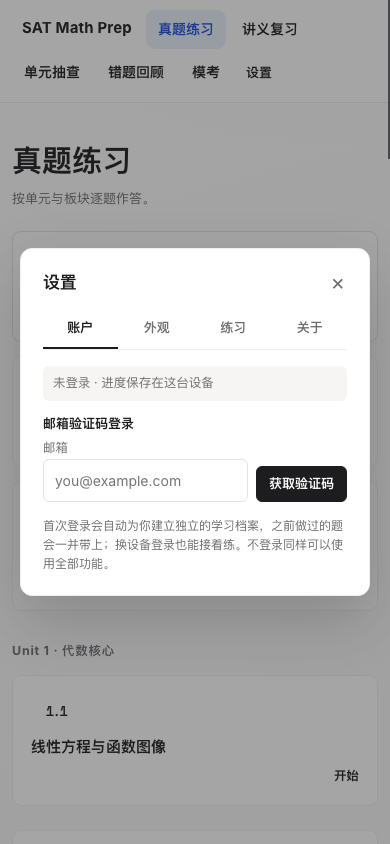 SAT Math Prep
真题练习
讲义复习
单元抽查
错题回顾
模考
设置
真题练习
按单元与板块逐题作答。
设置
×
账户
外观
练习
关于
未登录 · 进度保存在这台设备
邮箱验证码登录
邮箱
you@example.com
获取验证码
首次登录会自动为你建立独立的学习档案，之前做过的题
会一并带上；换设备登录也能接着练。不登录同样可以使
用全部功能。
Unit 1 · 代数核心
1.1
线性方程与函数图像
开始